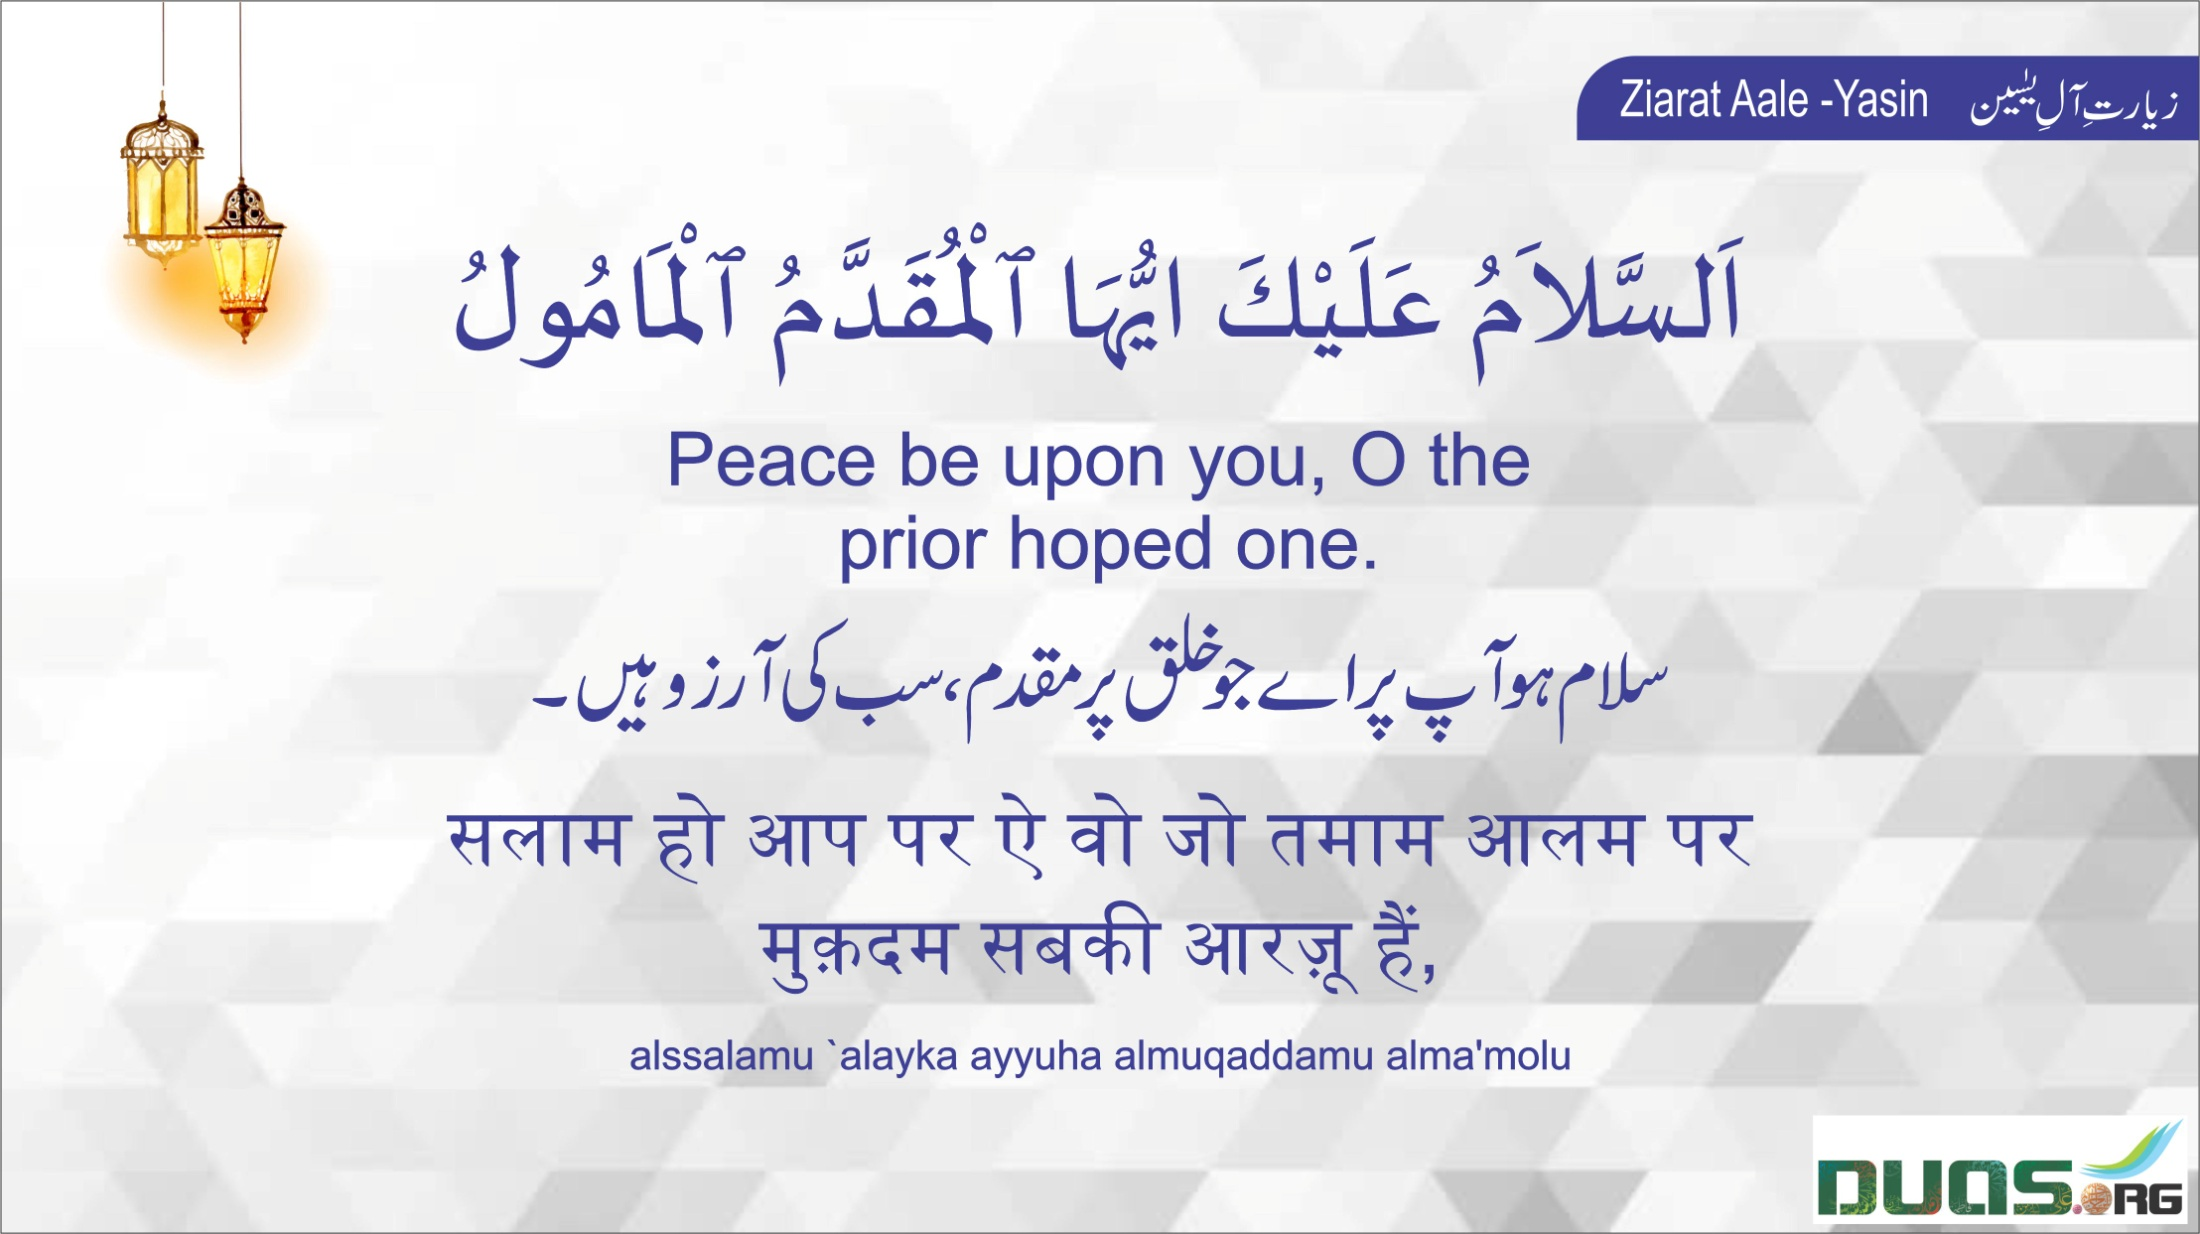 Ziarat Aale -Yasin زیارتِ آلِ یٰسین
اَلسَّلاَمُ عَلَيْكَ ايُّهَا ٱلْمُقَدَّمُ ٱلْمَامُولُ
Peace be upon you, O the
prior hoped one.
سلام ہو آپ پر اے جو خلق پر مقدم، سب کی آرزو ہیں۔
सलाम हो आप पर ऐ वो जो तमाम आलम पर
मुक़दम सबकी आरज़ू हैं,
alssalamu `alayka ayyuha almuqaddamu alma'molu
DUAS.ORG